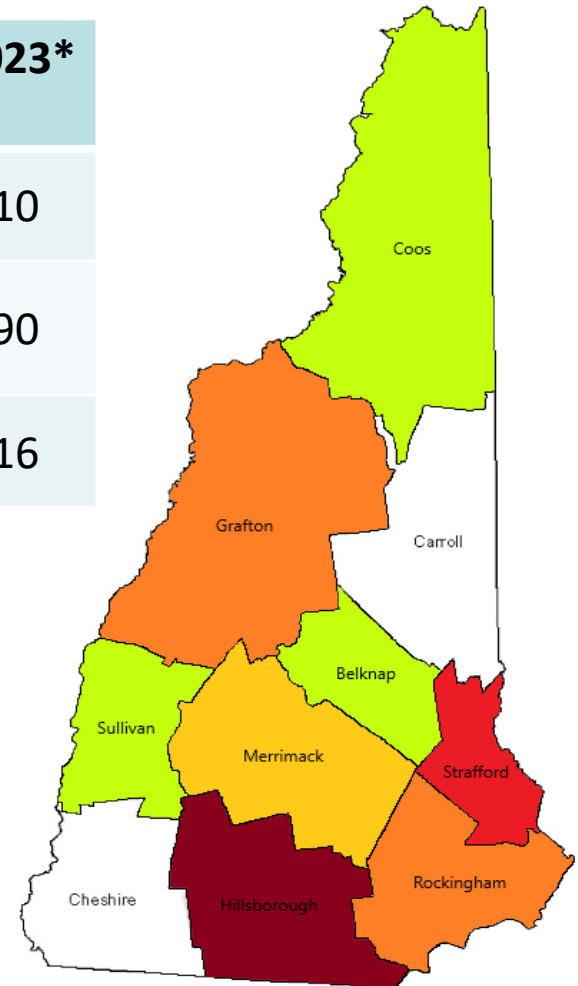 023*
10
90
16
Coos
Grafton
Carroll
Belknap
Sullivan
Merrimack
Strafford
Cheshire
Hillsborough
Rockingham